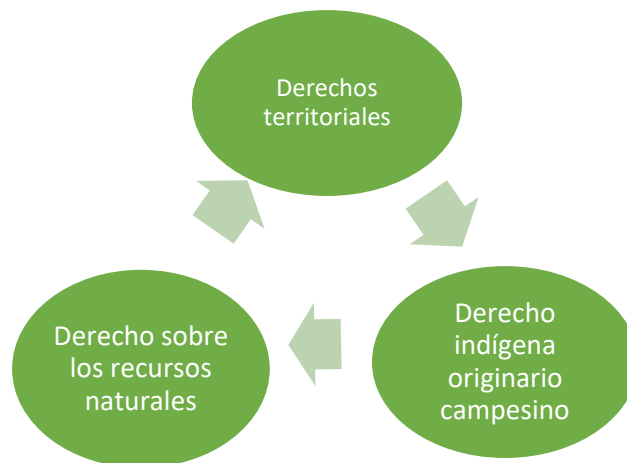 Derechos
territoriales
Derecho
indígena
originario
campesino
Derecho sobre
los recursos
naturales